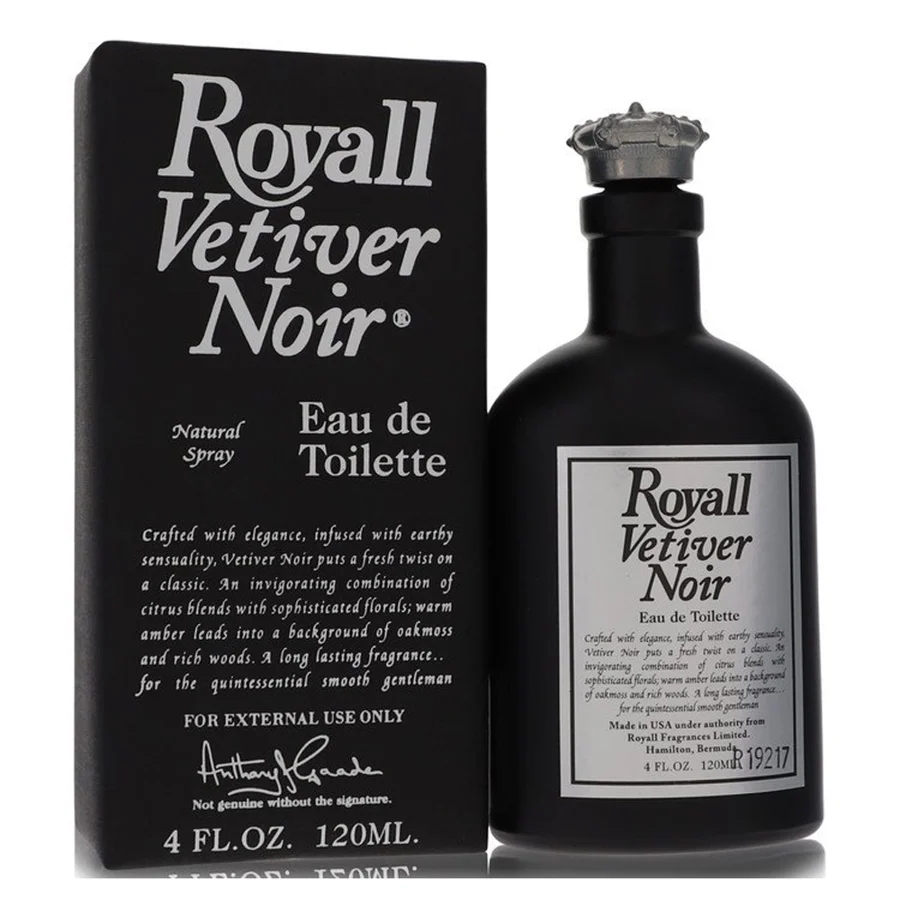 Royall
Vetiver
Noir®
Natural
Spray
Eau de
Toilette
Crafted with elegance, infused with earthy
sensuality, Vetiver Noir puts a fresh twist on
a classic. An invigorating combination of
citrus blends with sophisticated florals; warm
amber leads into a background of oakmoss
and rich woods. A long lasting fragrance..
for the quintessential smooth gentleman
FOR EXTERNAL USE ONLY
Not genuine without the signature.
4 FL.OZ. 120ML.
Royall
Vetiver
Noir
Eau de Toilette
Crafted with elegance, infused with earthy sensuality,
Vetiver Noir puts a fresh twist on a classic. An
invigorating combination of citrus blends with
sophisticated florals; warm amber leads into a background
of oakmoss and rich woods. A long lasting fragrance...
for the quintessential smooth gentleman
Made in USA under authority from
Royall Fragrances Limited.
Hamilton, Bermuda
4 FL.OZ. 120ML
R19217